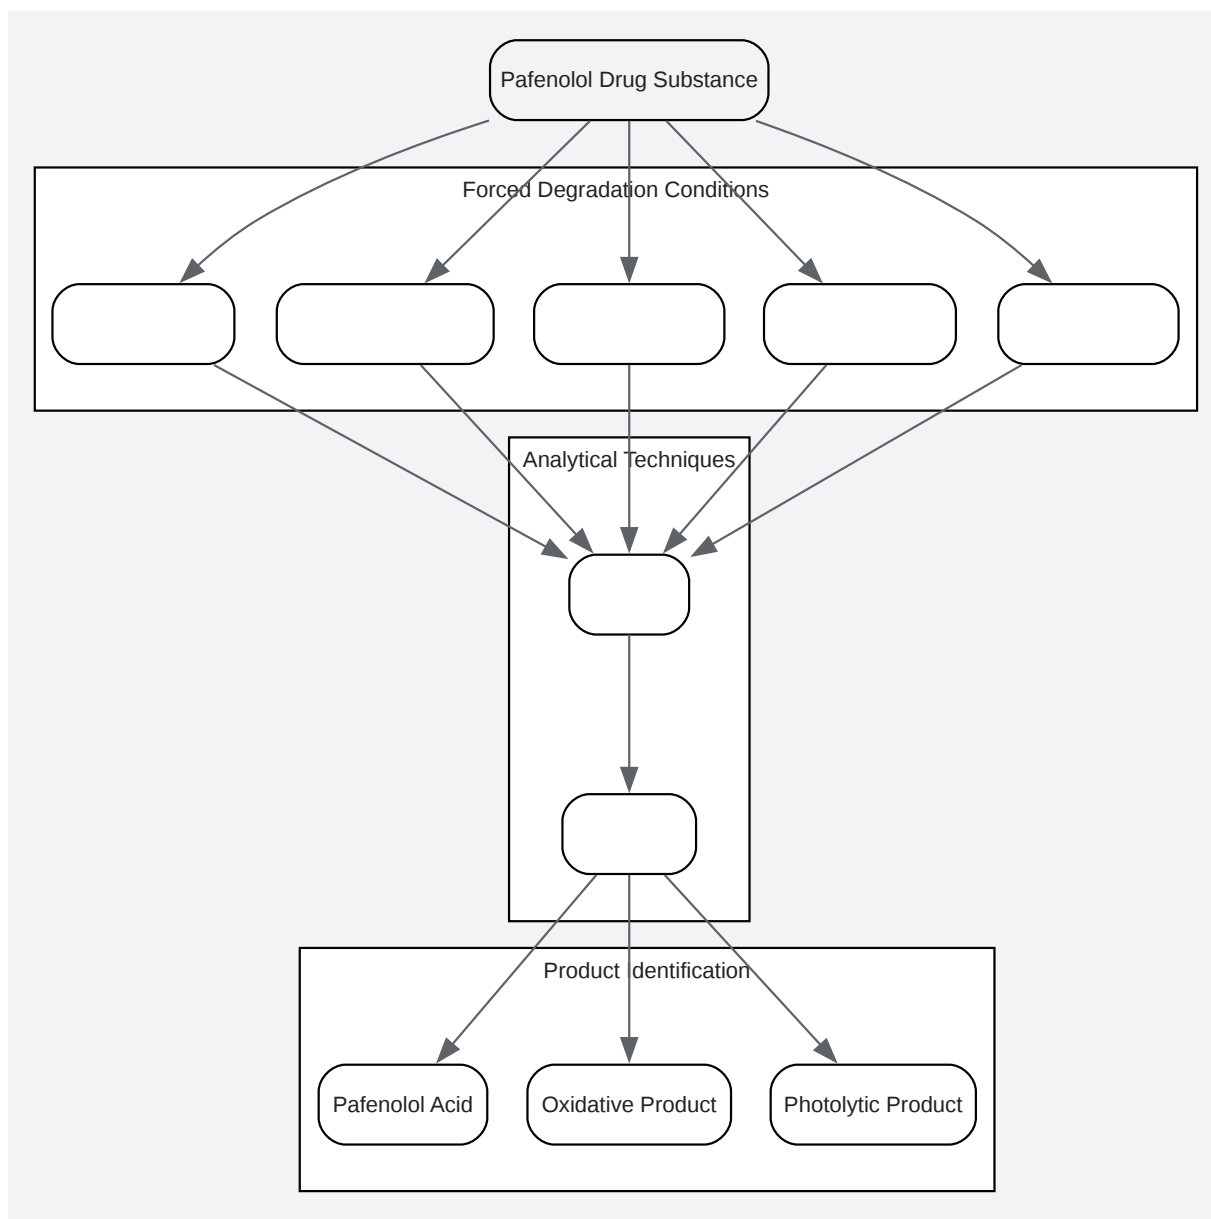 Pafenolol Drug Substance
Forced Degradation Conditions
Analytical Techniques
Product Identification
Pafenolol Acid
Oxidative Product
Photolytic Product